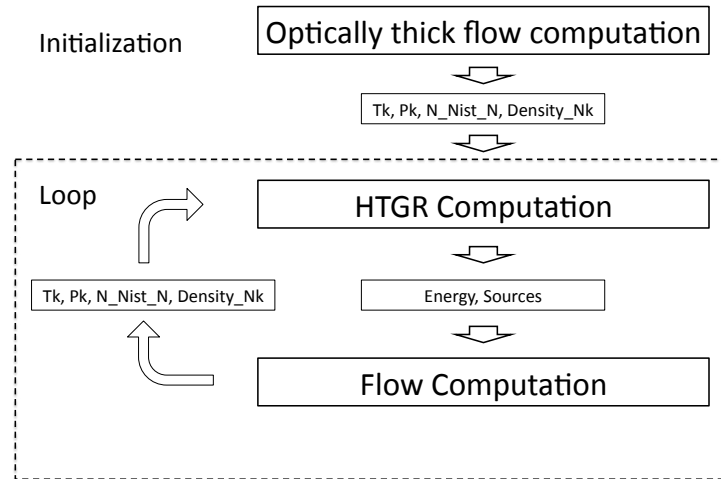 Initialization
Optically thick flow computation
Tk, Pk, N_Nist_N, Density_Nk
Loop
HTGR Computation
Tk, Pk, N_Nist_N, Density_Nk
Energy, Sources
Flow Computation